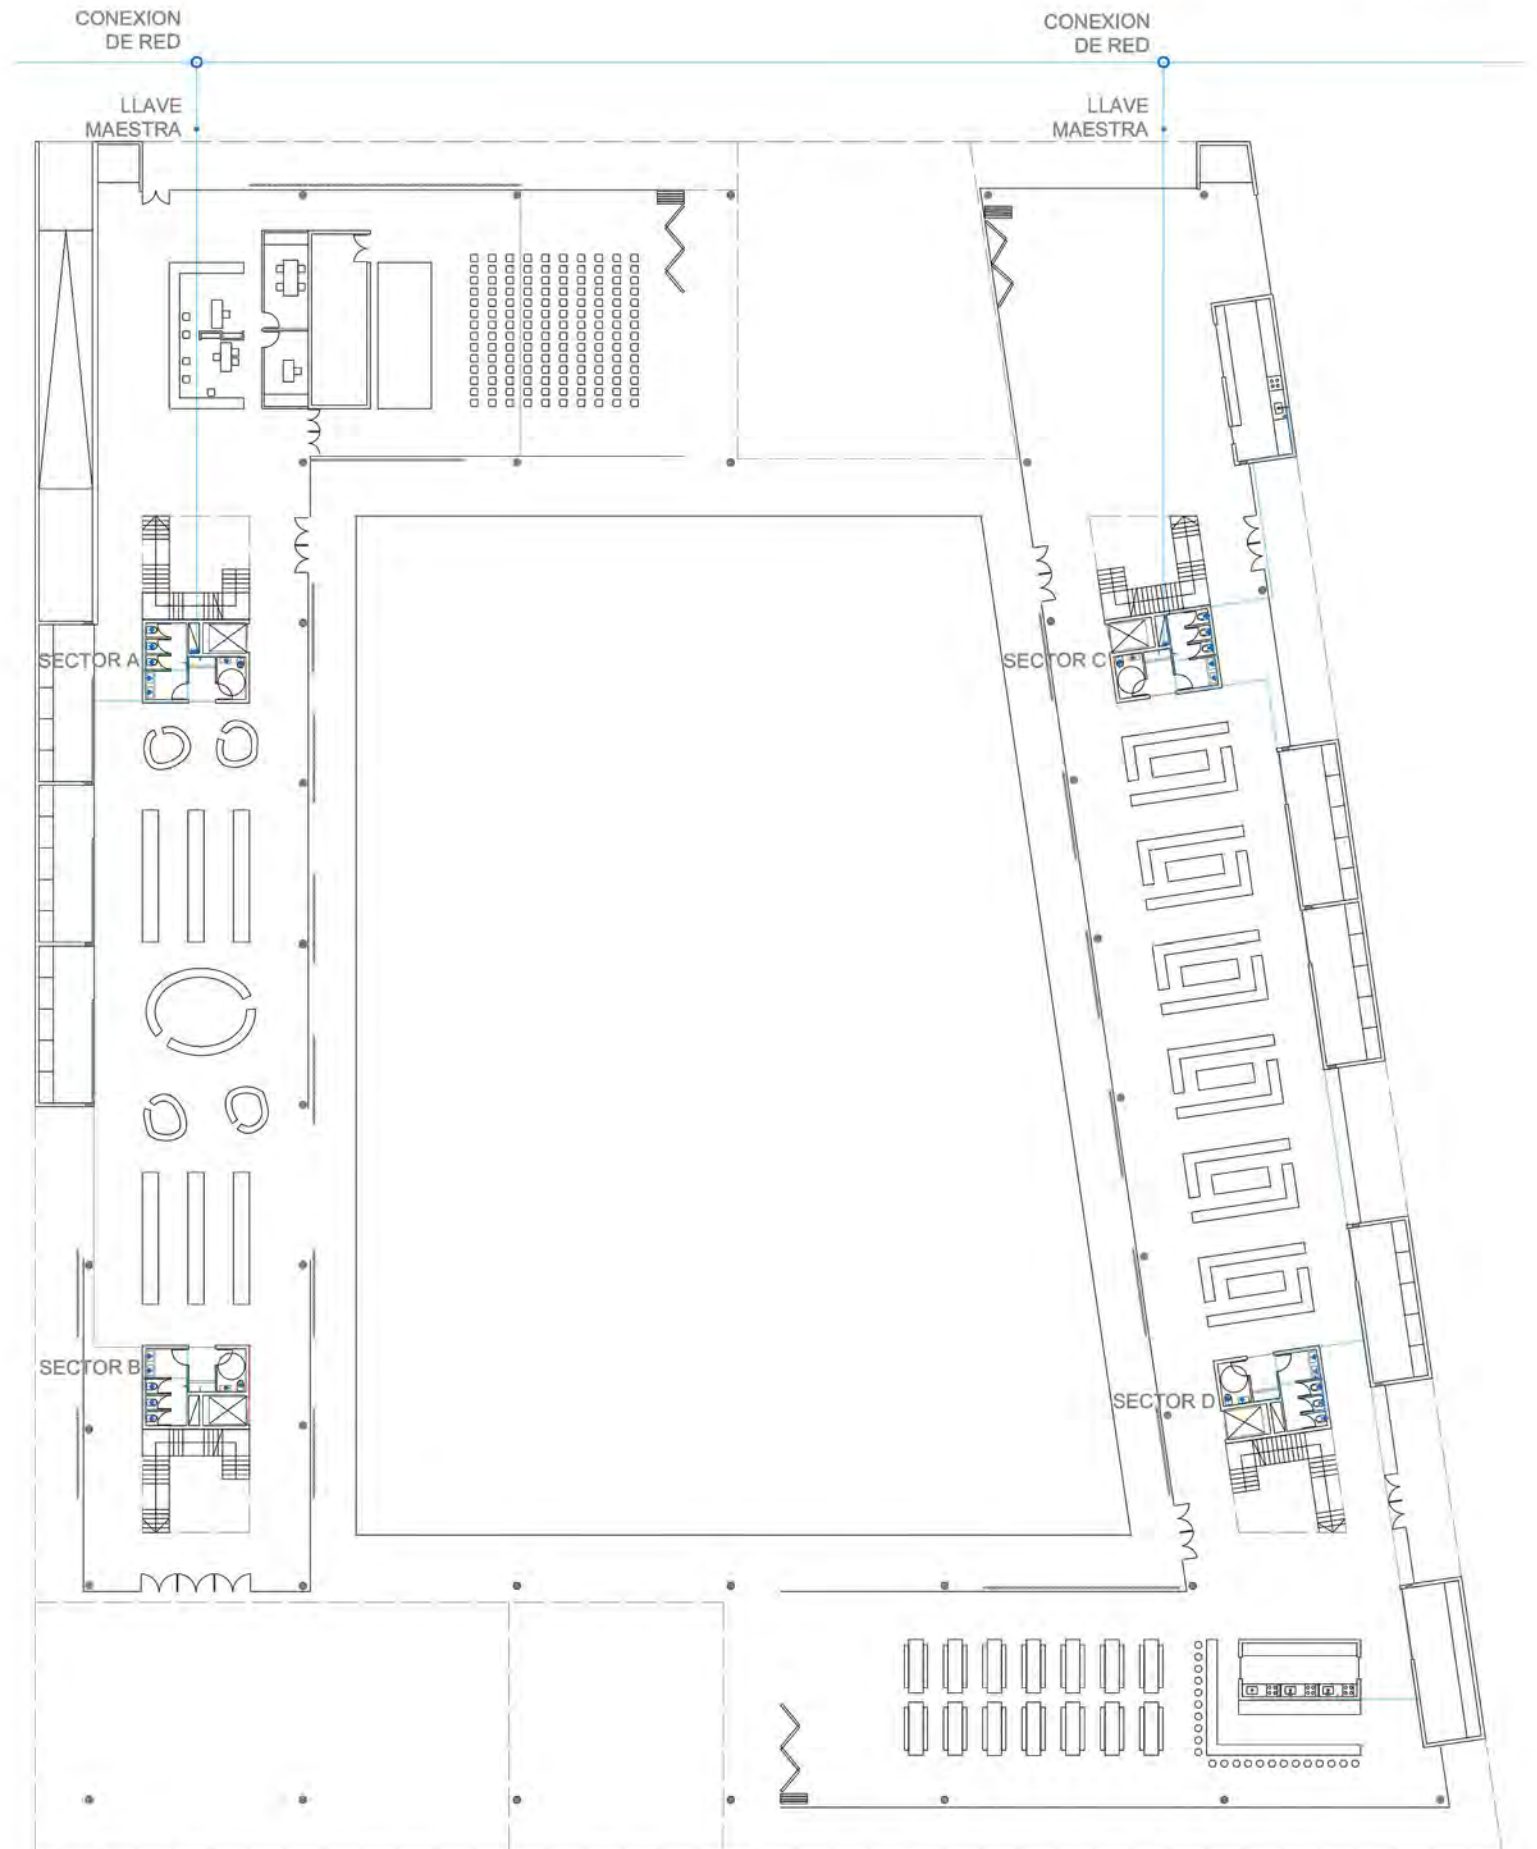 CONEXION
DE RED
CONEXION
DE RED
LLAVE
MAESTRA
LLAVE
MAESTRA
SECTOR A
SECTOR C
SECTOR B
SECTOR D